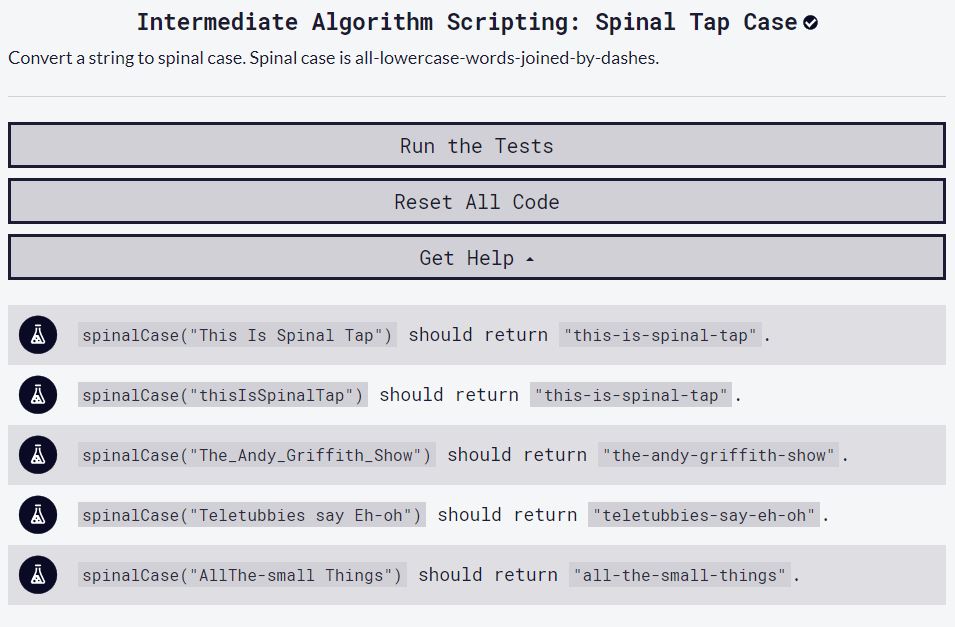 Intermediate Algorithm Scripting: Spinal Tap Case
Convert a string to spinal case. Spinal case is all-lowercase-words-joined-by-dashes.
Run the Tests
Reset All Code
Get Help
spinalCase("This Is Spinal Tap") should return "this-is-spinal-tap".
spinalCase("thisIsSpinalTap") should return "this-is-spinal-tap".
spinalCase("The_Andy_Griffith_Show") should return "the-andy-griffith-show".
spinalCase("Teletubbies say Eh-oh") should return "teletubbies-say-eh-oh".
spinalCase("AllThe-small Things") should return "all-the-small-things".